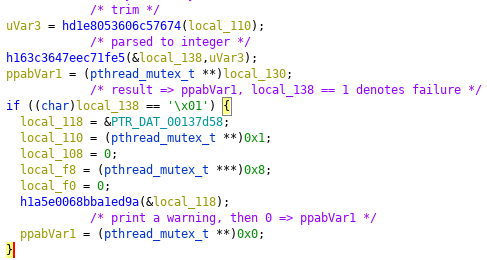 /* trim */
uVar3 = hd1e8053606c57674(local_110);
/* parsed to integer */
h163c3647eec71fe5(&local_138,uVar3);
ppabVar1 = (pthread_mutex_t **)local_130;
/* result => ppabVar1, local_138 == 1 denotes failure */
if ((char)local_138 == '\x01') {
local_118 = &PTR_DAT_00137d58;
local_110 = (pthread_mutex_t **)0x1;
local_108 = 0;
local_f8 = (pthread_mutex_t ***)0x8;
local_f0 = 0;
h1a5e0068bba1ed9a(&local_118);
/* print a warning, then 0 => ppabVar1 */
ppabVar1 = (pthread_mutex_t **)0x0;
}